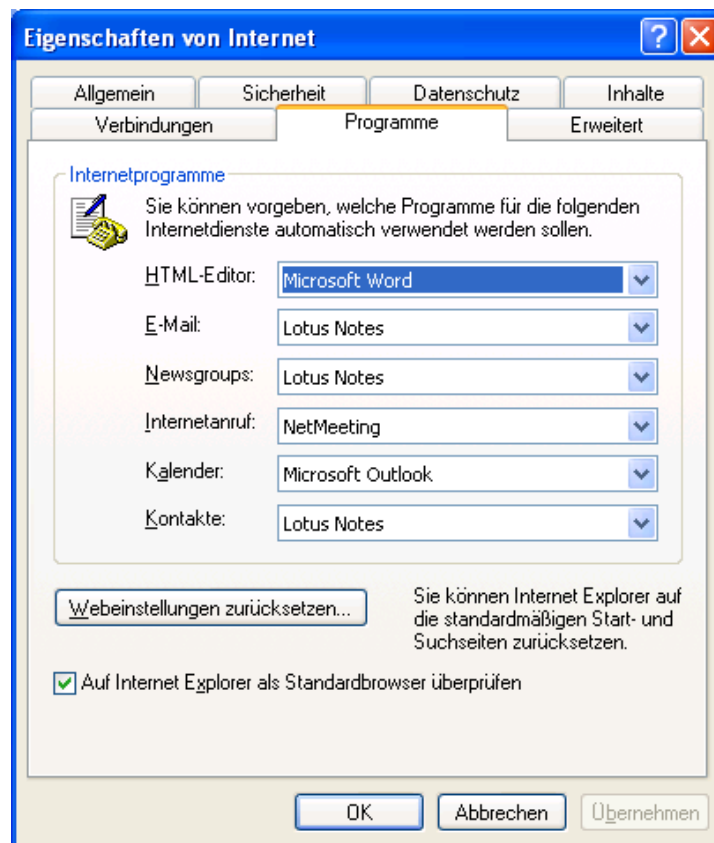 Eigenschaften von Internet
Allgemein Sicherheit Datenschutz Inhalte
Verbindungen Programme Erweitert
Internetprogramme
Sie können vorgeben, welche Programme für die folgenden
Internetdienste automatisch verwendet werden sollen.
HTML-Editor: Microsoft Word
E-Mail: Lotus Notes
Newsgroups: Lotus Notes
Internetanruf: NetMeeting
Kalender: Microsoft Outlook
Kontakte: Lotus Notes
Webeinstellungen zurücksetzen...
Sie können Internet Explorer auf
die standardmäßigen Start- und
Suchseiten zurücksetzen.
Auf Internet Explorer als Standardbrowser überprüfen
OK Abbrechen Übernehmen